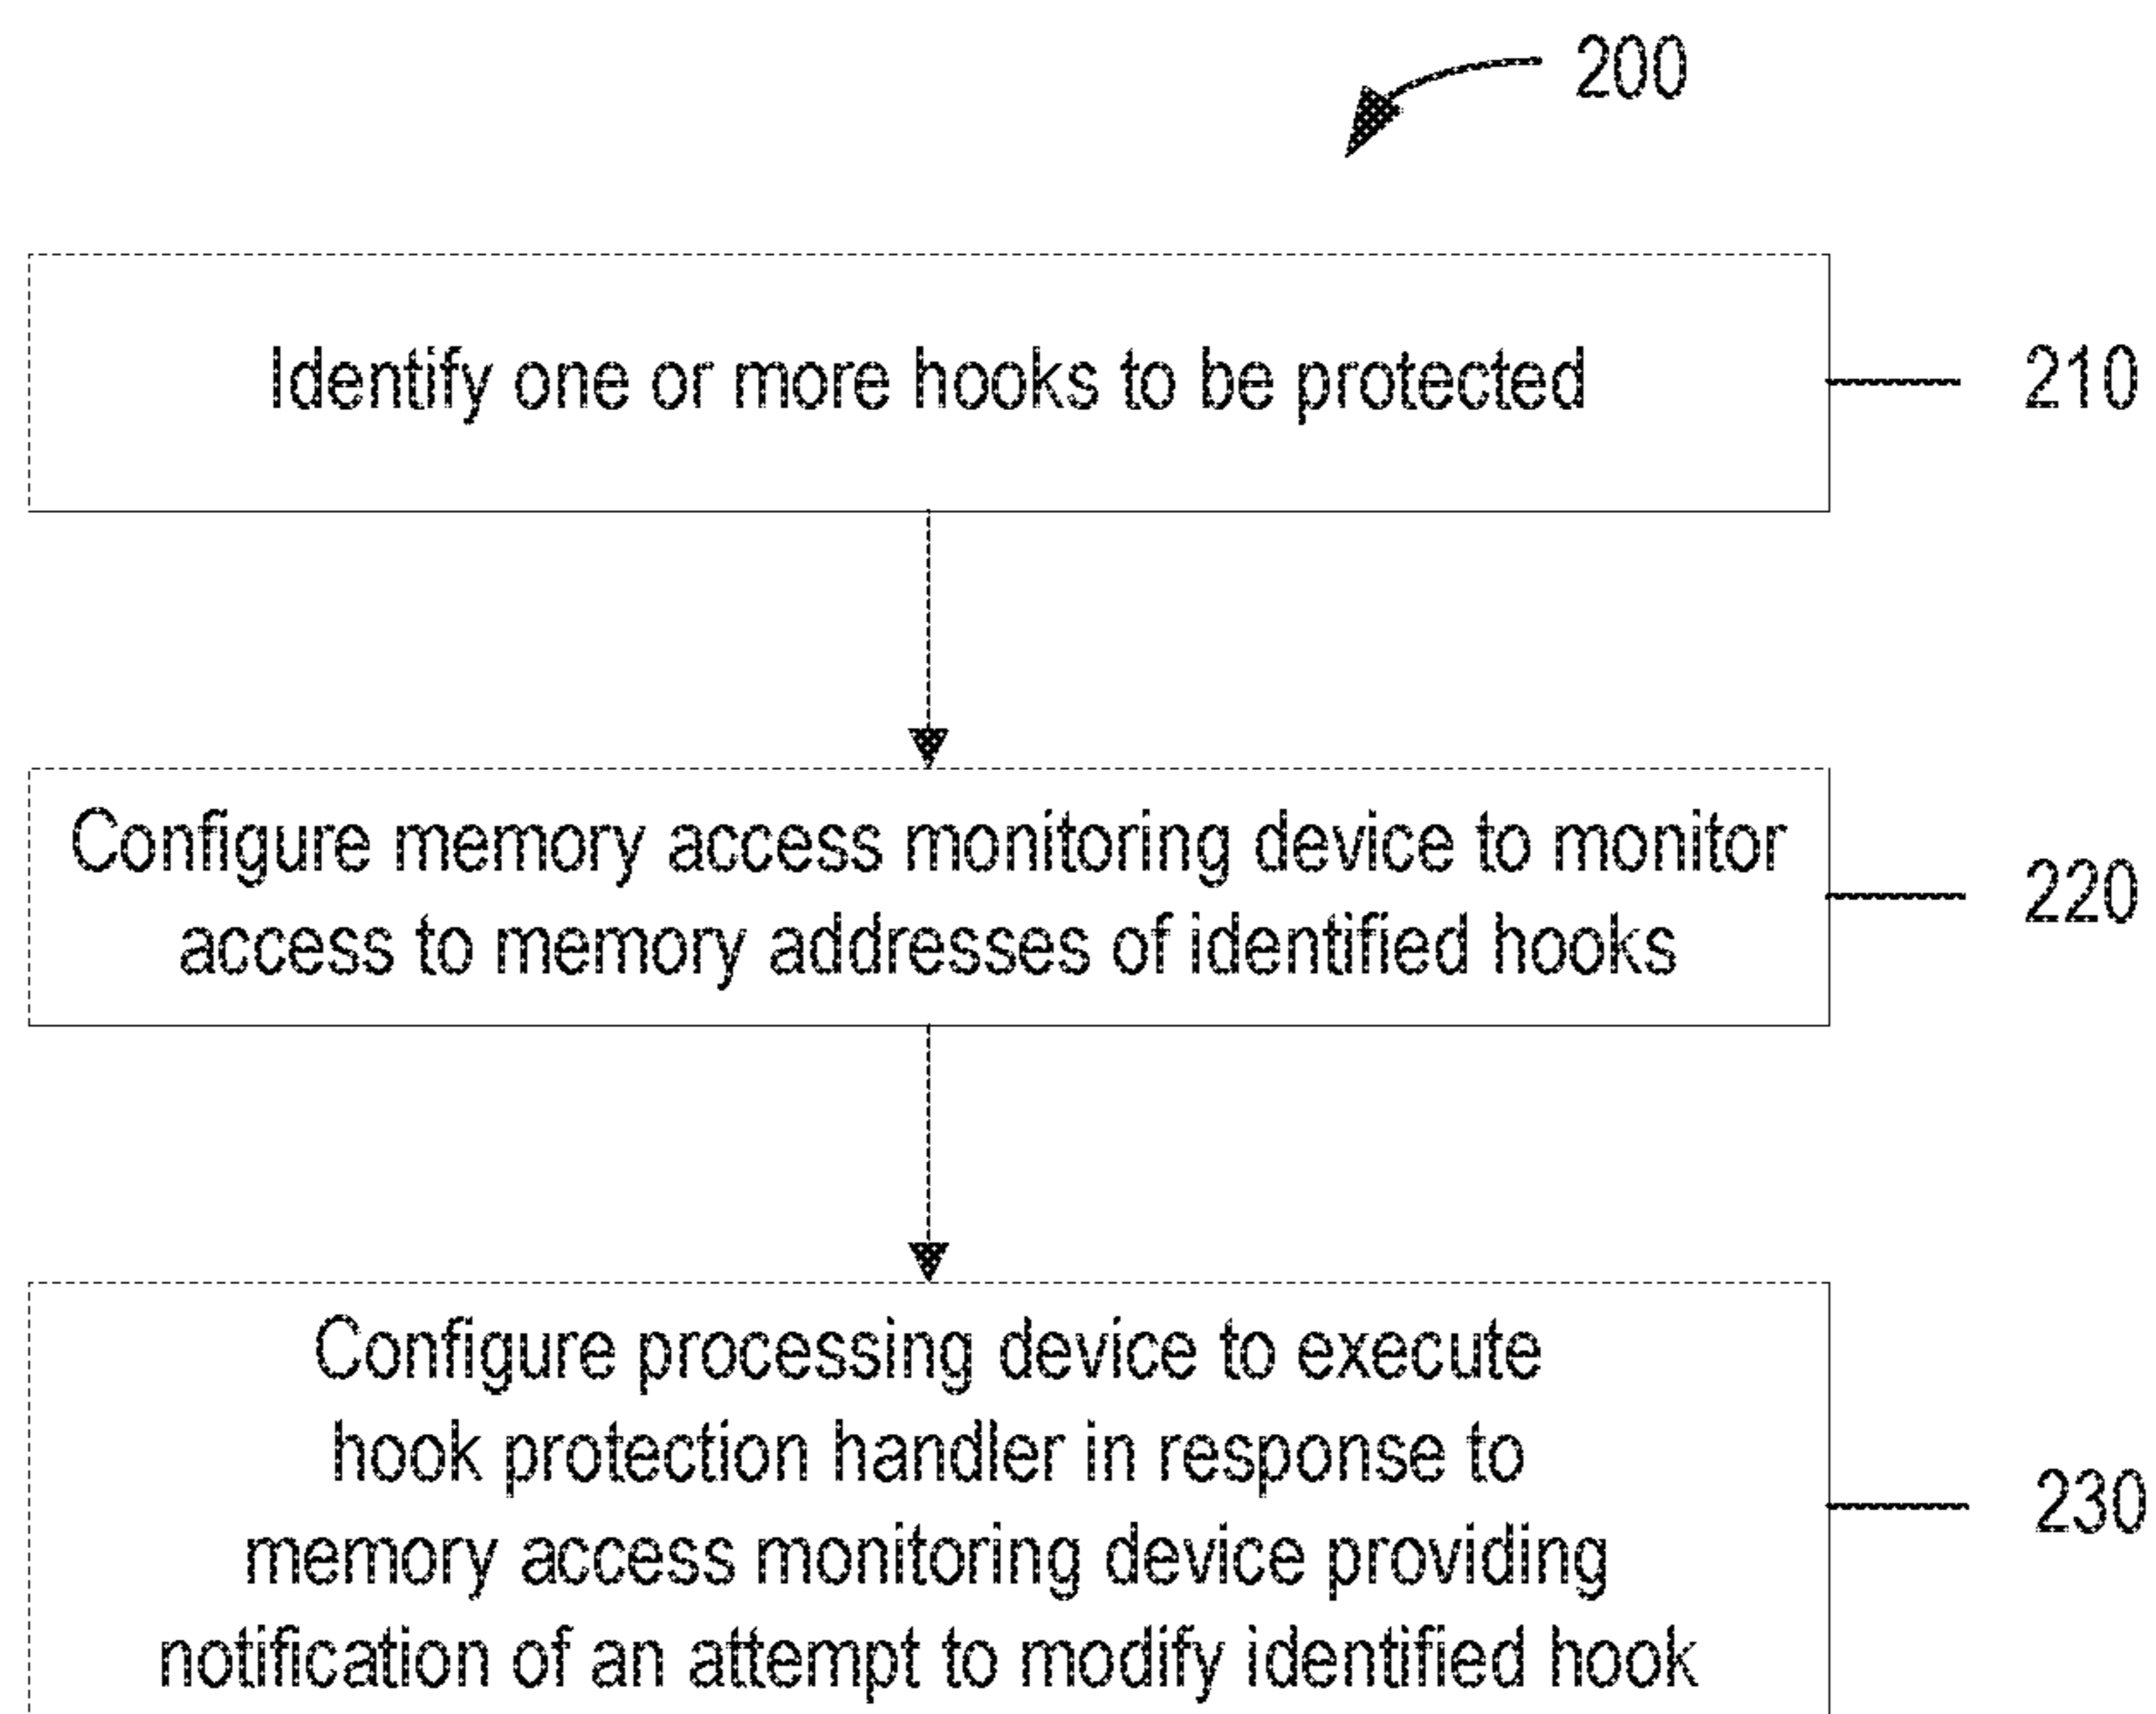 200
Identify one or more hooks to be protected
210
Configure memory access monitoring device to monitor
access to memory addresses of identified hooks
220
Configure processing device to execute
hook protection handler in response to
memory access monitoring device providing
notification of an attempt to modify identified hook
230